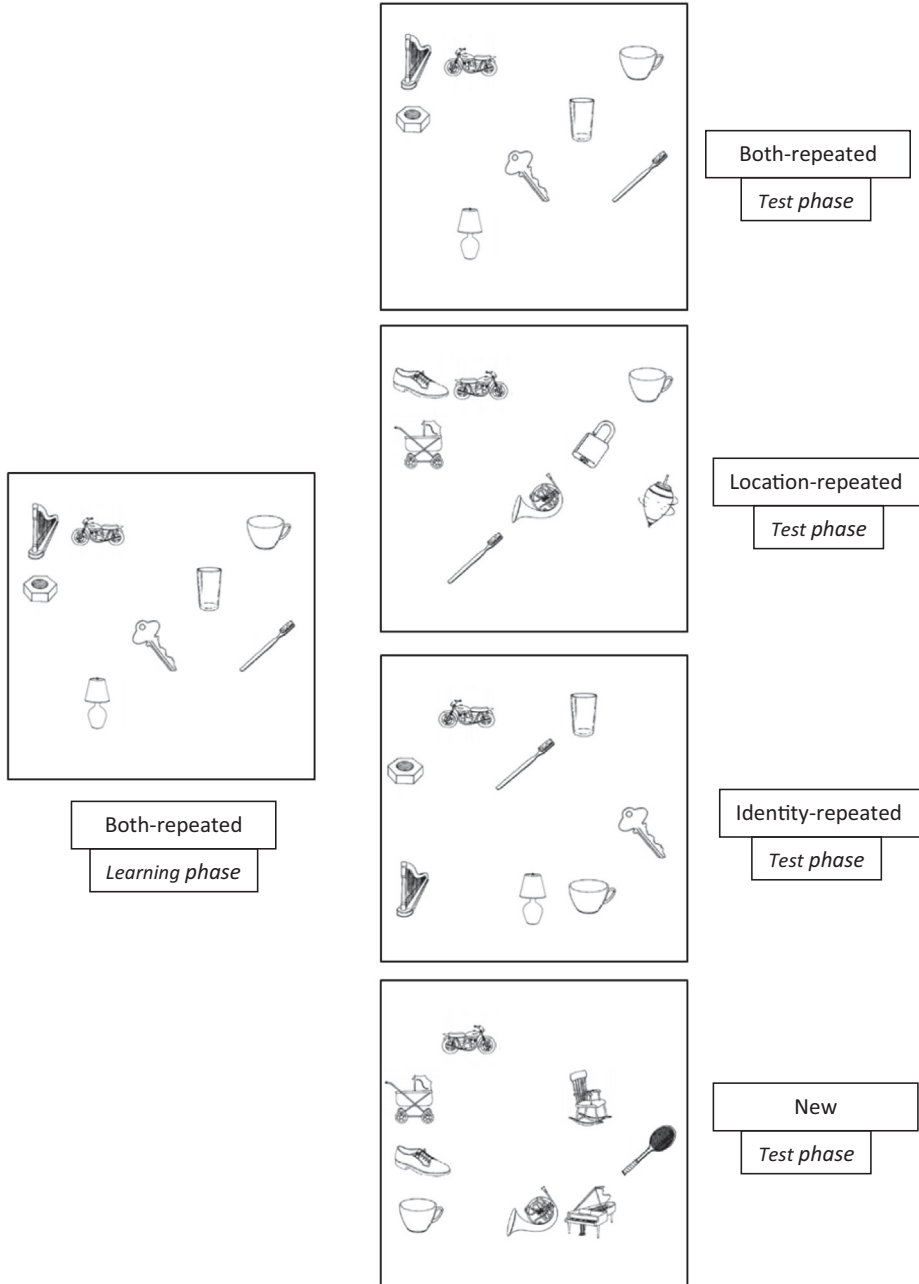 Both-repeated
Test phase
Location-repeated
Test phase
Both-repeated
Learning phase
Identity-repeated
Test phase
New
Test phase